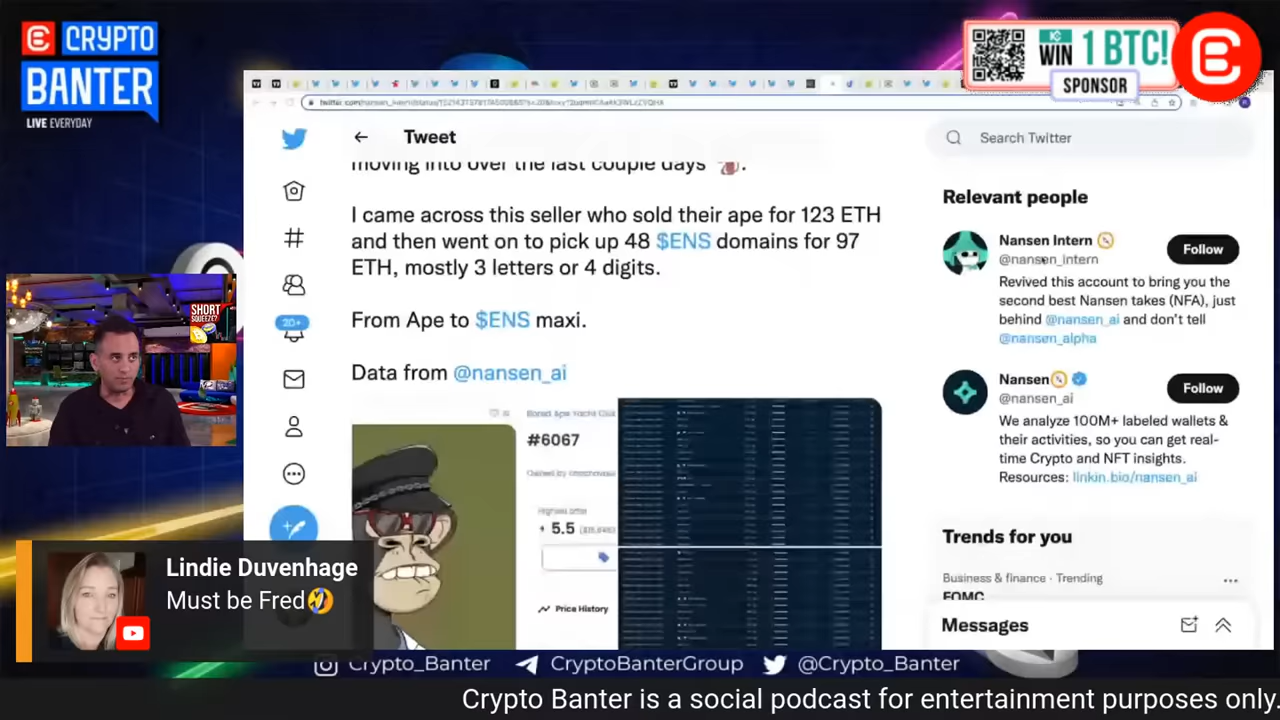 CRYPTO
BANTER
LIVE EVERYDAY
WIN 1 BTC!
SPONSOR
Tweet
Search Twitter
moving into over the last couple days
I came across this seller who sold their ape for 123 ETH
and then went on to pick up 48 $ENS domains for 97
ETH, mostly 3 letters or 4 digits.
From Ape to $ENS maxi.
Data from @nansen_ai
#6067
Highest offer
5.5
Price History
20+
SHORT
SQUEEZE?
Relevant people
Nansen Intern
@nansen_intern
Follow
Revived this account to bring you the
second best Nansen takes (NFA), just
behind @nansen_ai and don't tell
@nansen_alpha
Nansen
@nansen_ai
Follow
We analyze 100M+ labeled wallets &
their activities, so you can get real-
time Crypto and NFT insights.
Resources: linkin.bio/nansen_ai
Trends for you
Business & finance · Trending
FOMC
Messages
Lindie Duvenhage
Must be Fred🤣
Crypto_Banter CryptoBanterGroup @Crypto_Banter
Crypto Banter is a social podcast for entertainment purposes only.